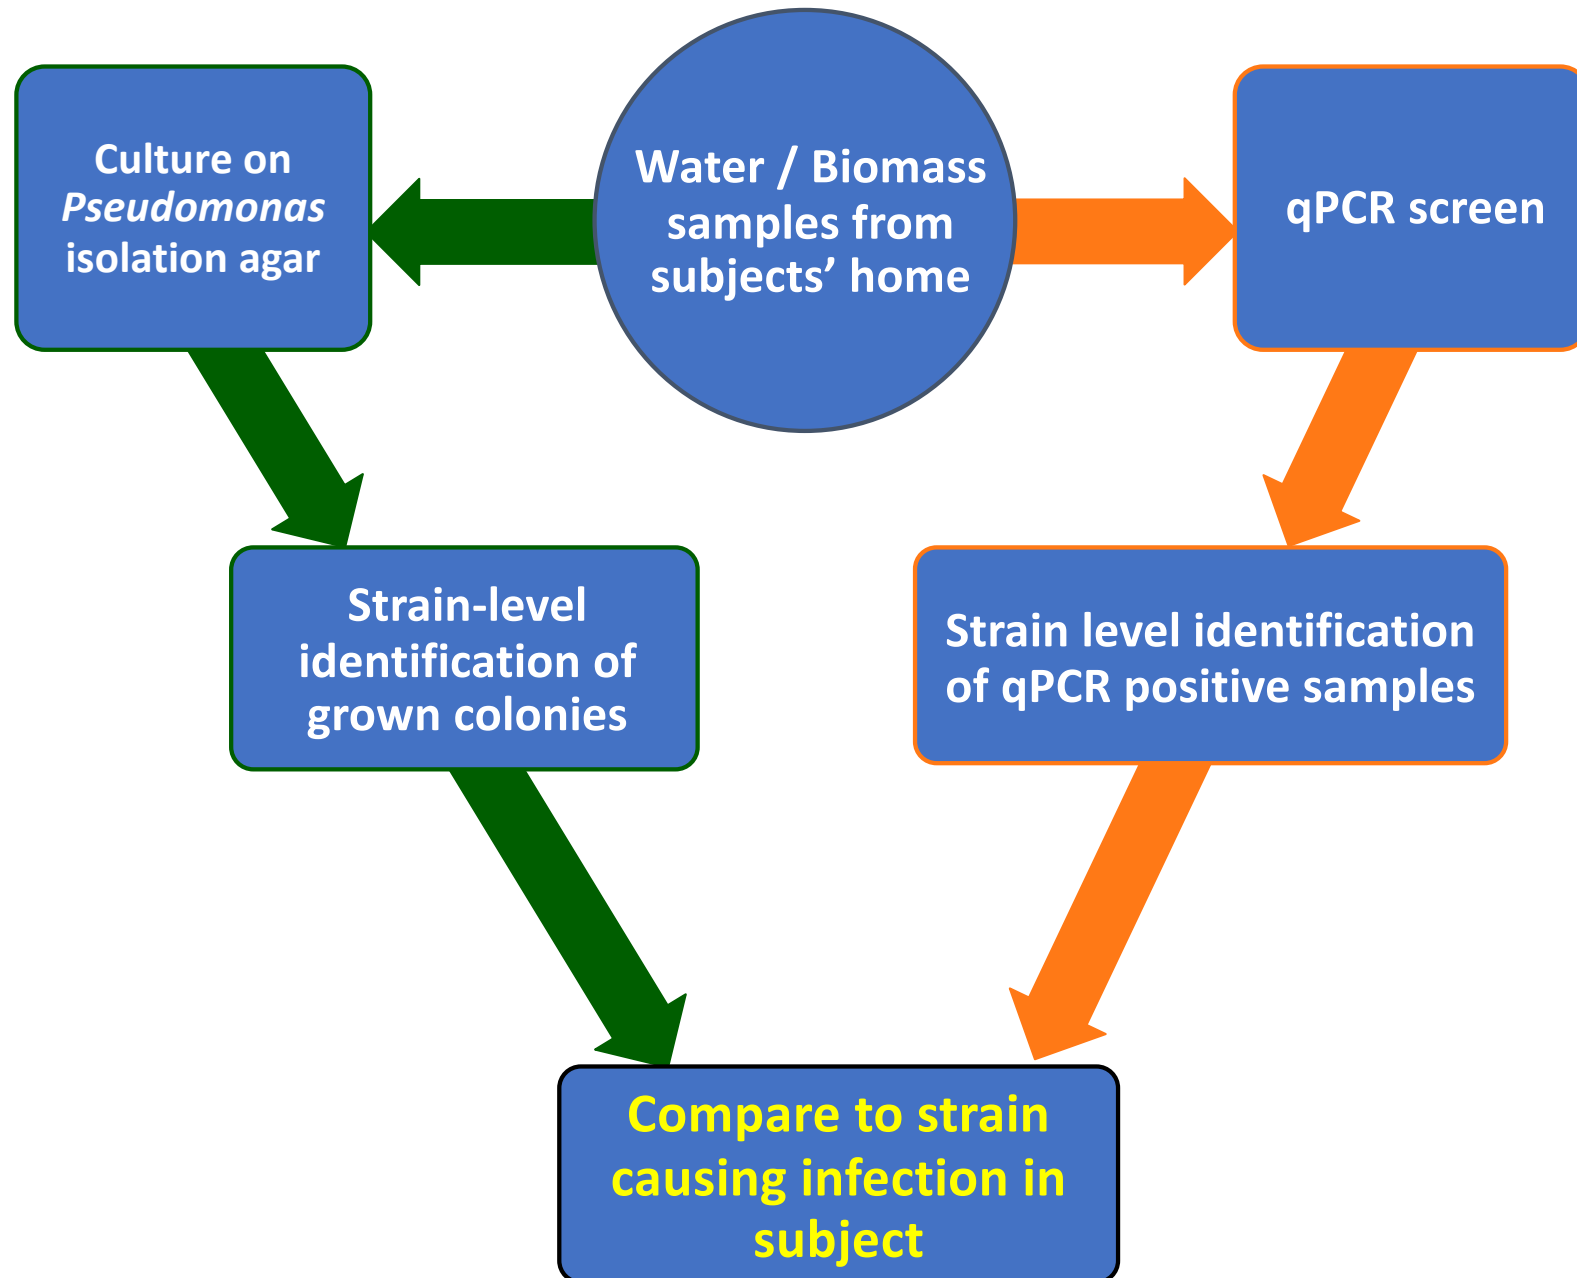 Water / Biomass
samples from
subjects’ home
Culture on
Pseudomonas
isolation agar
qPCR screen
Strain-level
identification of
grown colonies
Strain level identification
of qPCR positive samples
Compare to strain
causing infection in
subject